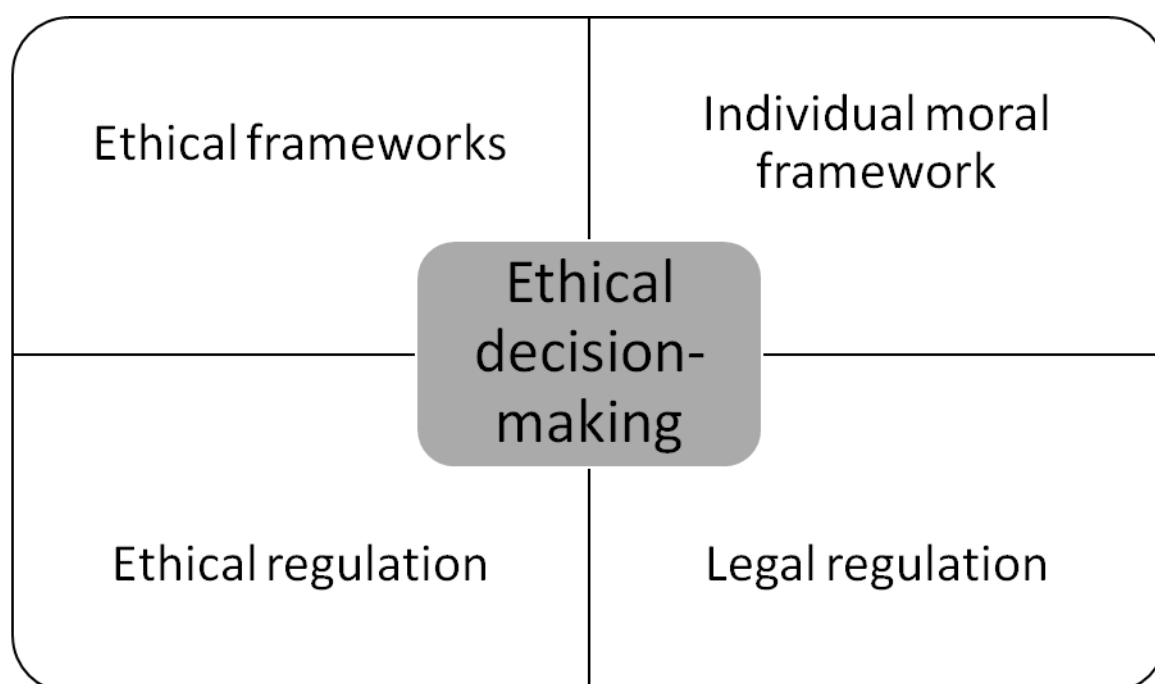 Ethical frameworks
Individual moral
framework
Ethical
decision-
making
Ethical regulation
Legal regulation